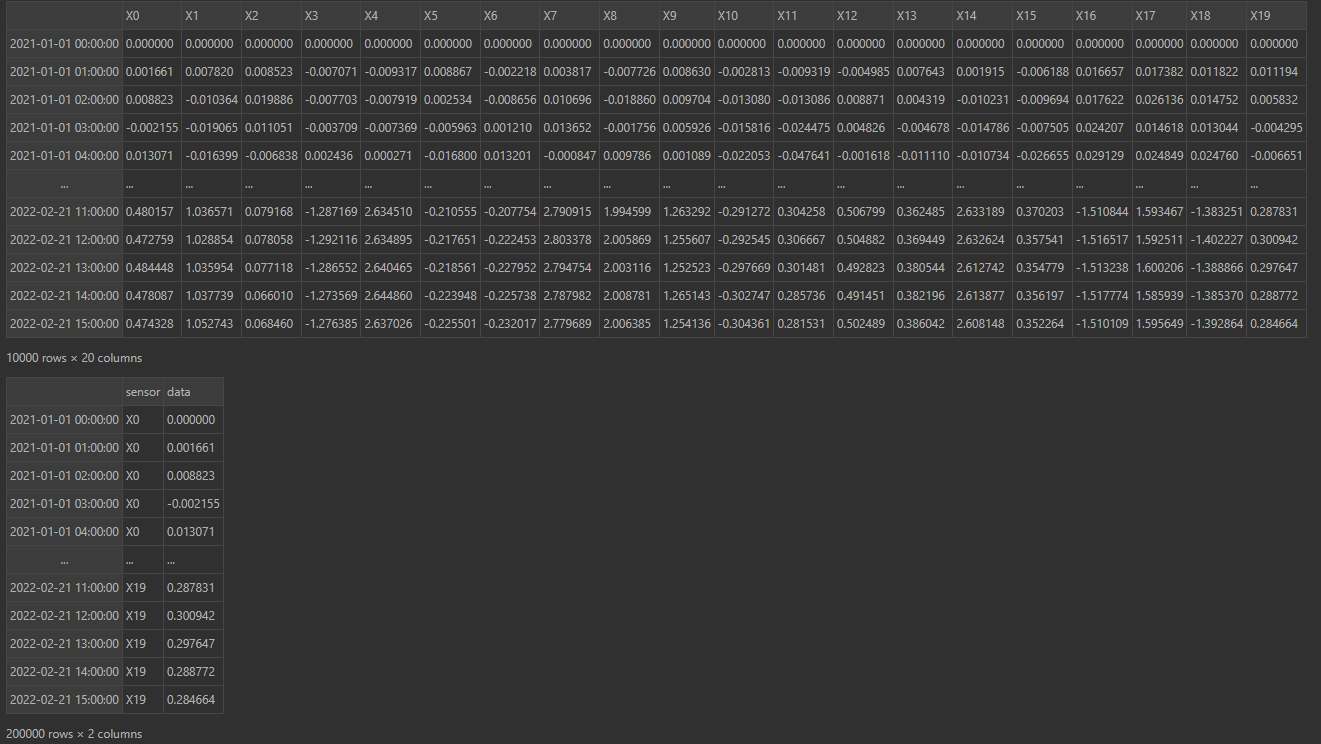 X0 X1 X2 X3 X4 X5 X6 X7 X8 X9 X10 X11 X12 X13 X14 X15 X16 X17 X18 X19
2021-01-01 00:00:00 0.000000 0.000000 0.000000 0.000000 0.000000 0.000000 0.000000 0.000000 0.000000 0.000000 0.000000 0.000000 0.000000 0.000000 0.000000 0.000000 0.000000 0.000000 0.000000 0.000000
2021-01-01 01:00:00 0.001661 0.007820 0.008523 -0.007071 -0.009317 0.008867 -0.002218 0.003817 -0.007726 0.008630 -0.002813 -0.009319 -0.004985 0.007643 0.001915 -0.006188 0.016657 0.017382 0.011822 0.011194
2021-01-01 02:00:00 0.008823 -0.010364 0.019886 -0.007703 -0.007919 0.002534 -0.008656 0.010696 -0.018860 0.009704 -0.013080 -0.013086 0.008871 0.004319 -0.010231 -0.009694 0.017622 0.026136 0.014752 0.005832
2021-01-01 03:00:00 -0.002155 -0.019065 0.011051 -0.003709 -0.007369 -0.005963 0.001210 0.013652 -0.001756 0.005926 -0.015816 -0.024475 0.004826 -0.004678 -0.014786 -0.007505 0.024207 0.014618 0.013044 -0.004295
2021-01-01 04:00:00 0.013071 -0.016399 -0.006838 0.002436 0.000271 -0.016800 0.013201 -0.000847 0.009786 0.001089 -0.022053 -0.047641 -0.001618 -0.011110 -0.010734 -0.026655 0.029129 0.024849 0.024760 -0.006651
... ... ... ... ... ... ... ... ... ... ... ... ... ... ... ... ... ... ... ... ...
2022-02-21 11:00:00 0.480157 1.036571 0.079168 -1.287169 2.634510 -0.210555 -0.207754 2.790915 1.994599 1.263292 -0.291272 0.304258 0.506799 0.362485 2.633189 0.370203 -1.510844 1.593467 -1.383251 0.287831
2022-02-21 12:00:00 0.472759 1.028854 0.078058 -1.292116 2.634895 -0.217651 -0.222453 2.803378 2.005869 1.255607 -0.292545 0.306667 0.504882 0.369449 2.632624 0.357541 -1.516517 1.592511 -1.402227 0.300942
2022-02-21 13:00:00 0.484448 1.035954 0.077118 -1.286552 2.640465 -0.218561 -0.227952 2.794754 2.003116 1.252523 -0.297669 0.301481 0.492823 0.380544 2.612742 0.354779 -1.513238 1.600206 -1.388866 0.297647
2022-02-21 14:00:00 0.478087 1.037739 0.066010 -1.273569 2.644860 -0.223948 -0.225738 2.787982 2.008781 1.265143 -0.302747 0.285736 0.491451 0.382196 2.613877 0.356197 -1.517774 1.585939 -1.385370 0.288772
2022-02-21 15:00:00 0.474328 1.052743 0.068460 -1.276385 2.637026 -0.225501 -0.232017 2.779689 2.006385 1.254136 -0.304361 0.281531 0.502489 0.386042 2.608148 0.352264 -1.510109 1.595649 -1.392864 0.284664
10000 rows × 20 columns
sensor data
2021-01-01 00:00:00 X0 0.000000
2021-01-01 01:00:00 X0 0.001661
2021-01-01 02:00:00 X0 0.008823
2021-01-01 03:00:00 X0 -0.002155
2021-01-01 04:00:00 X0 0.013071
... ... ...
2022-02-21 11:00:00 X19 0.287831
2022-02-21 12:00:00 X19 0.300942
2022-02-21 13:00:00 X19 0.297647
2022-02-21 14:00:00 X19 0.288772
2022-02-21 15:00:00 X19 0.284664
200000 rows × 2 columns